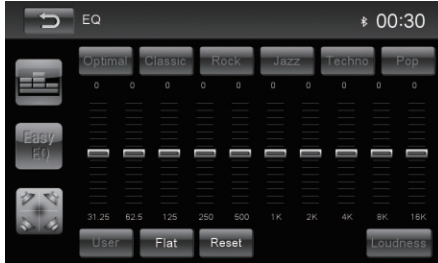 EQ 00:30
Optimal Classic Rock Jazz Techno Pop
0 0 0 0 0 0 0 0 0 0
Easy
EQ
31.25 62.5 125 250 500 1K 2K 4K 8K 16K
User Flat Reset Loudness